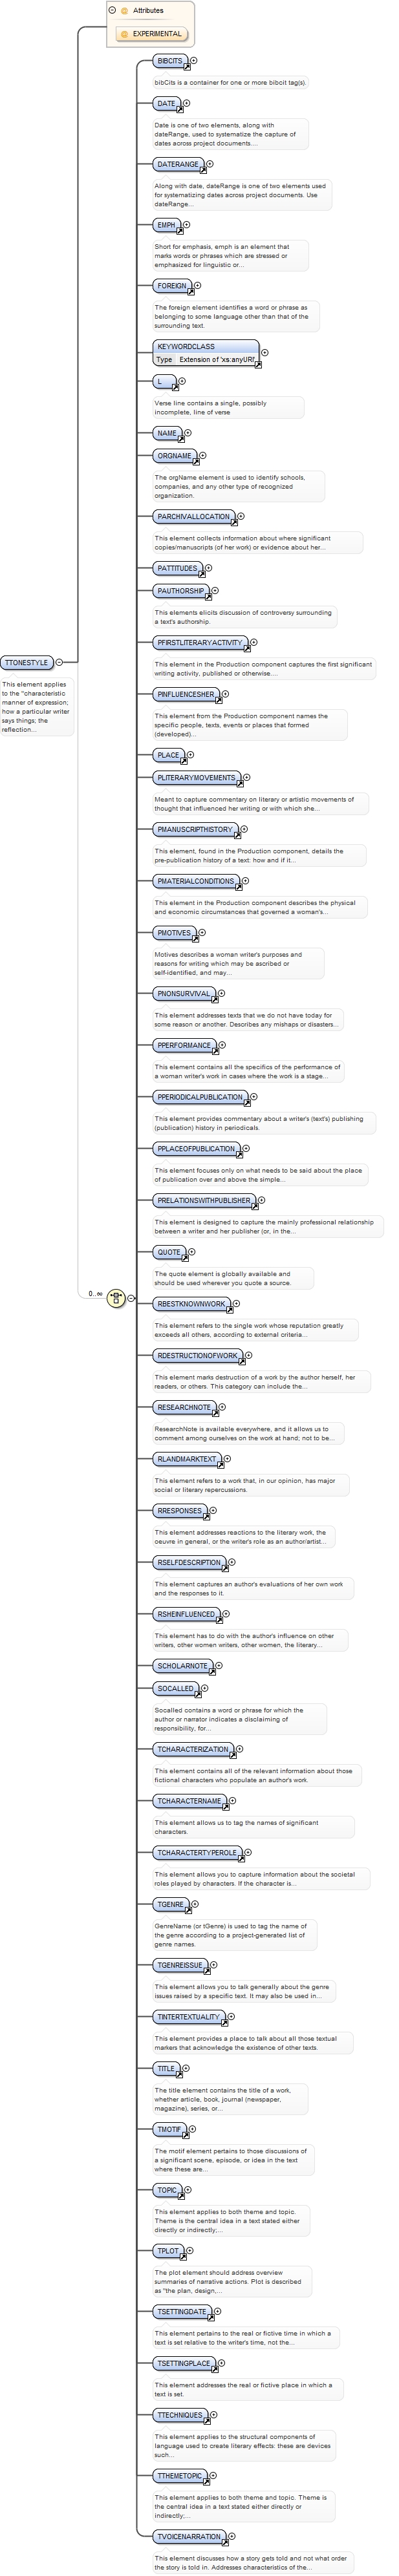 Attributes
EXPERIMENTAL
BIBCITS
bibCits is a container for one or more bibcit tag(s).
DATE
Date is one of two elements, along with
dateRange, used to systematize the capture of
dates across project documents....
DATERANGE
Along with date, dateRange is one of two elements used
for systematizing dates across project documents. Use
dateRange...
EMPH
Short for emphasis, emph is an element that
marks words or phrases which are stressed or
emphasized for linguistic or...
FOREIGN
The foreign element identifies a word or phrase as
belonging to some language other than that of the
surrounding text.
KEYWORDCLASS
Type Extension of 'xs:anyURI'
L
Verse line contains a single, possibly
incomplete, line of verse
NAME
ORGNAME
The orgName element is used to identify schools,
companies, and any other type of recognized
organization.
PARCHIVALLOCATION
This element collects information about where significant
copies/manuscripts (of her work) or evidence about her...
PATTITUDES
PAUTHORSHIP
This elements elicits discussion of controversy surrounding
a text's authorship.
PFIRSTLITERARYACTIVITY
This element in the Production component captures the first significant
writing activity, published or otherwise....
TTONESTYLE
This element applies
to the "characteristic
manner of expression;
how a particular writer
says things; the
reflection...
PINFLUENCESHER
This element from the Production component names the
specific people, texts, events or places that formed
(developed)...
PLACE
PLITERARYMOVEMENTS
Meant to capture commentary on literary or artistic movements of
thought that influenced her writing or with which she...
PMANUSCRIPTHISTORY
This element, found in the Production component, details the
pre-publication history of a text: how and if it...
PMATERIALCONDITIONS
This element in the Production component describes the physical
and economic circumstances that governed a woman's...
PMOTIVES
Motives describes a woman writer's purposes and
reasons for writing which may be ascribed or
self-identified, and may...
PNONSURVIVAL
This element addresses texts that we do not have today for
some reason or another. Describes any mishaps or disasters...
PPERFORMANCE
This element contains all the specifics of the performance of
a woman writer's work in cases where the work is a stage...
PPERIODICALPUBLICATION
This element provides commentary about a writer's (text's) publishing
(publication) history in periodicals.
PPLACEOFPUBLICATION
This element focuses only on what needs to be said about the place
of publication over and above the simple...
PRELATIONSWITHPUBLISHER
This element is designed to capture the mainly professional relationship
between a writer and her publisher (or, in the...
QUOTE
The quote element is globally available and
should be used wherever you quote a source.
0..∞
RBESTKNOWNWORK
This element refers to the single work whose reputation greatly
exceeds all others, according to external criteria...
RDESTRUCTIONOFWORK
This element marks destruction of a work by the author herself, her
readers, or others. This category can include the...
RESEARCHNOTE
ResearchNote is available everywhere, and it allows us to
comment among ourselves on the work at hand; not to be...
RLANDMARKTEXT
This element refers to a work that, in our opinion, has major
social or literary repercussions.
RRESPONSES
This element addresses reactions to the literary work, the
oeuvre in general, or the writer's role as an author/artist...
RSELFDESCRIPTION
This element captures an author's evaluations of her own work
and the responses to it.
RSHEINFLUENCED
This element has to do with the author's influence on other
writers, other women writers, other women, the literary...
SCHOLARNOTE
SOCALLED
Socalled contains a word or phrase for which the
author or narrator indicates a disclaiming of
responsibility, for...
TCHARACTERIZATION
This element contains all of the relevant information about those
fictional characters who populate an author's work.
TCHARACTERNAME
This element allows us to tag the names of significant
characters.
TCHARACTERTYPEROLE
This element allows you to capture information about the societal
roles played by characters. If the character is...
TGENRE
GenreName (or tGenre) is used to tag the name of
the genre according to a project-generated list of
genre names.
TGENREISSUE
This element allows you to talk generally about the genre
issues raised by a specific text. It may also be used in...
TINTERTEXTUALITY
This element provides a place to talk about all those textual
markers that acknowledge the existence of other texts.
TITLE
The title element contains the title of a work,
whether article, book, journal (newspaper,
magazine), series, or...
TMOTIF
The motif element pertains to those discussions of
a significant scene, episode, or idea in the text
where these are...
TOPIC
This element applies to both theme and topic.
Theme is the central idea in a text stated either
directly or indirectly;...
TPLOT
The plot element should address overview
summaries of narrative actions. Plot is described
as "the plan, design,...
TSETTINGDATE
This element pertains to the real or fictive time in which a
text is set relative to the writer's time, not the...
TSETTINGPLACE
This element addresses the real or fictive place in which a
text is set.
TTECHNIQUES
This element applies to the structural components of
language used to create literary effects: these are devices
such...
TTHEMETOPIC
This element applies to both theme and topic. Theme is
the central idea in a text stated either directly or
indirectly;...
TVOICENARRATION
This element discusses how a story gets told and not what order
the story is told in. Addresses characteristics of the...